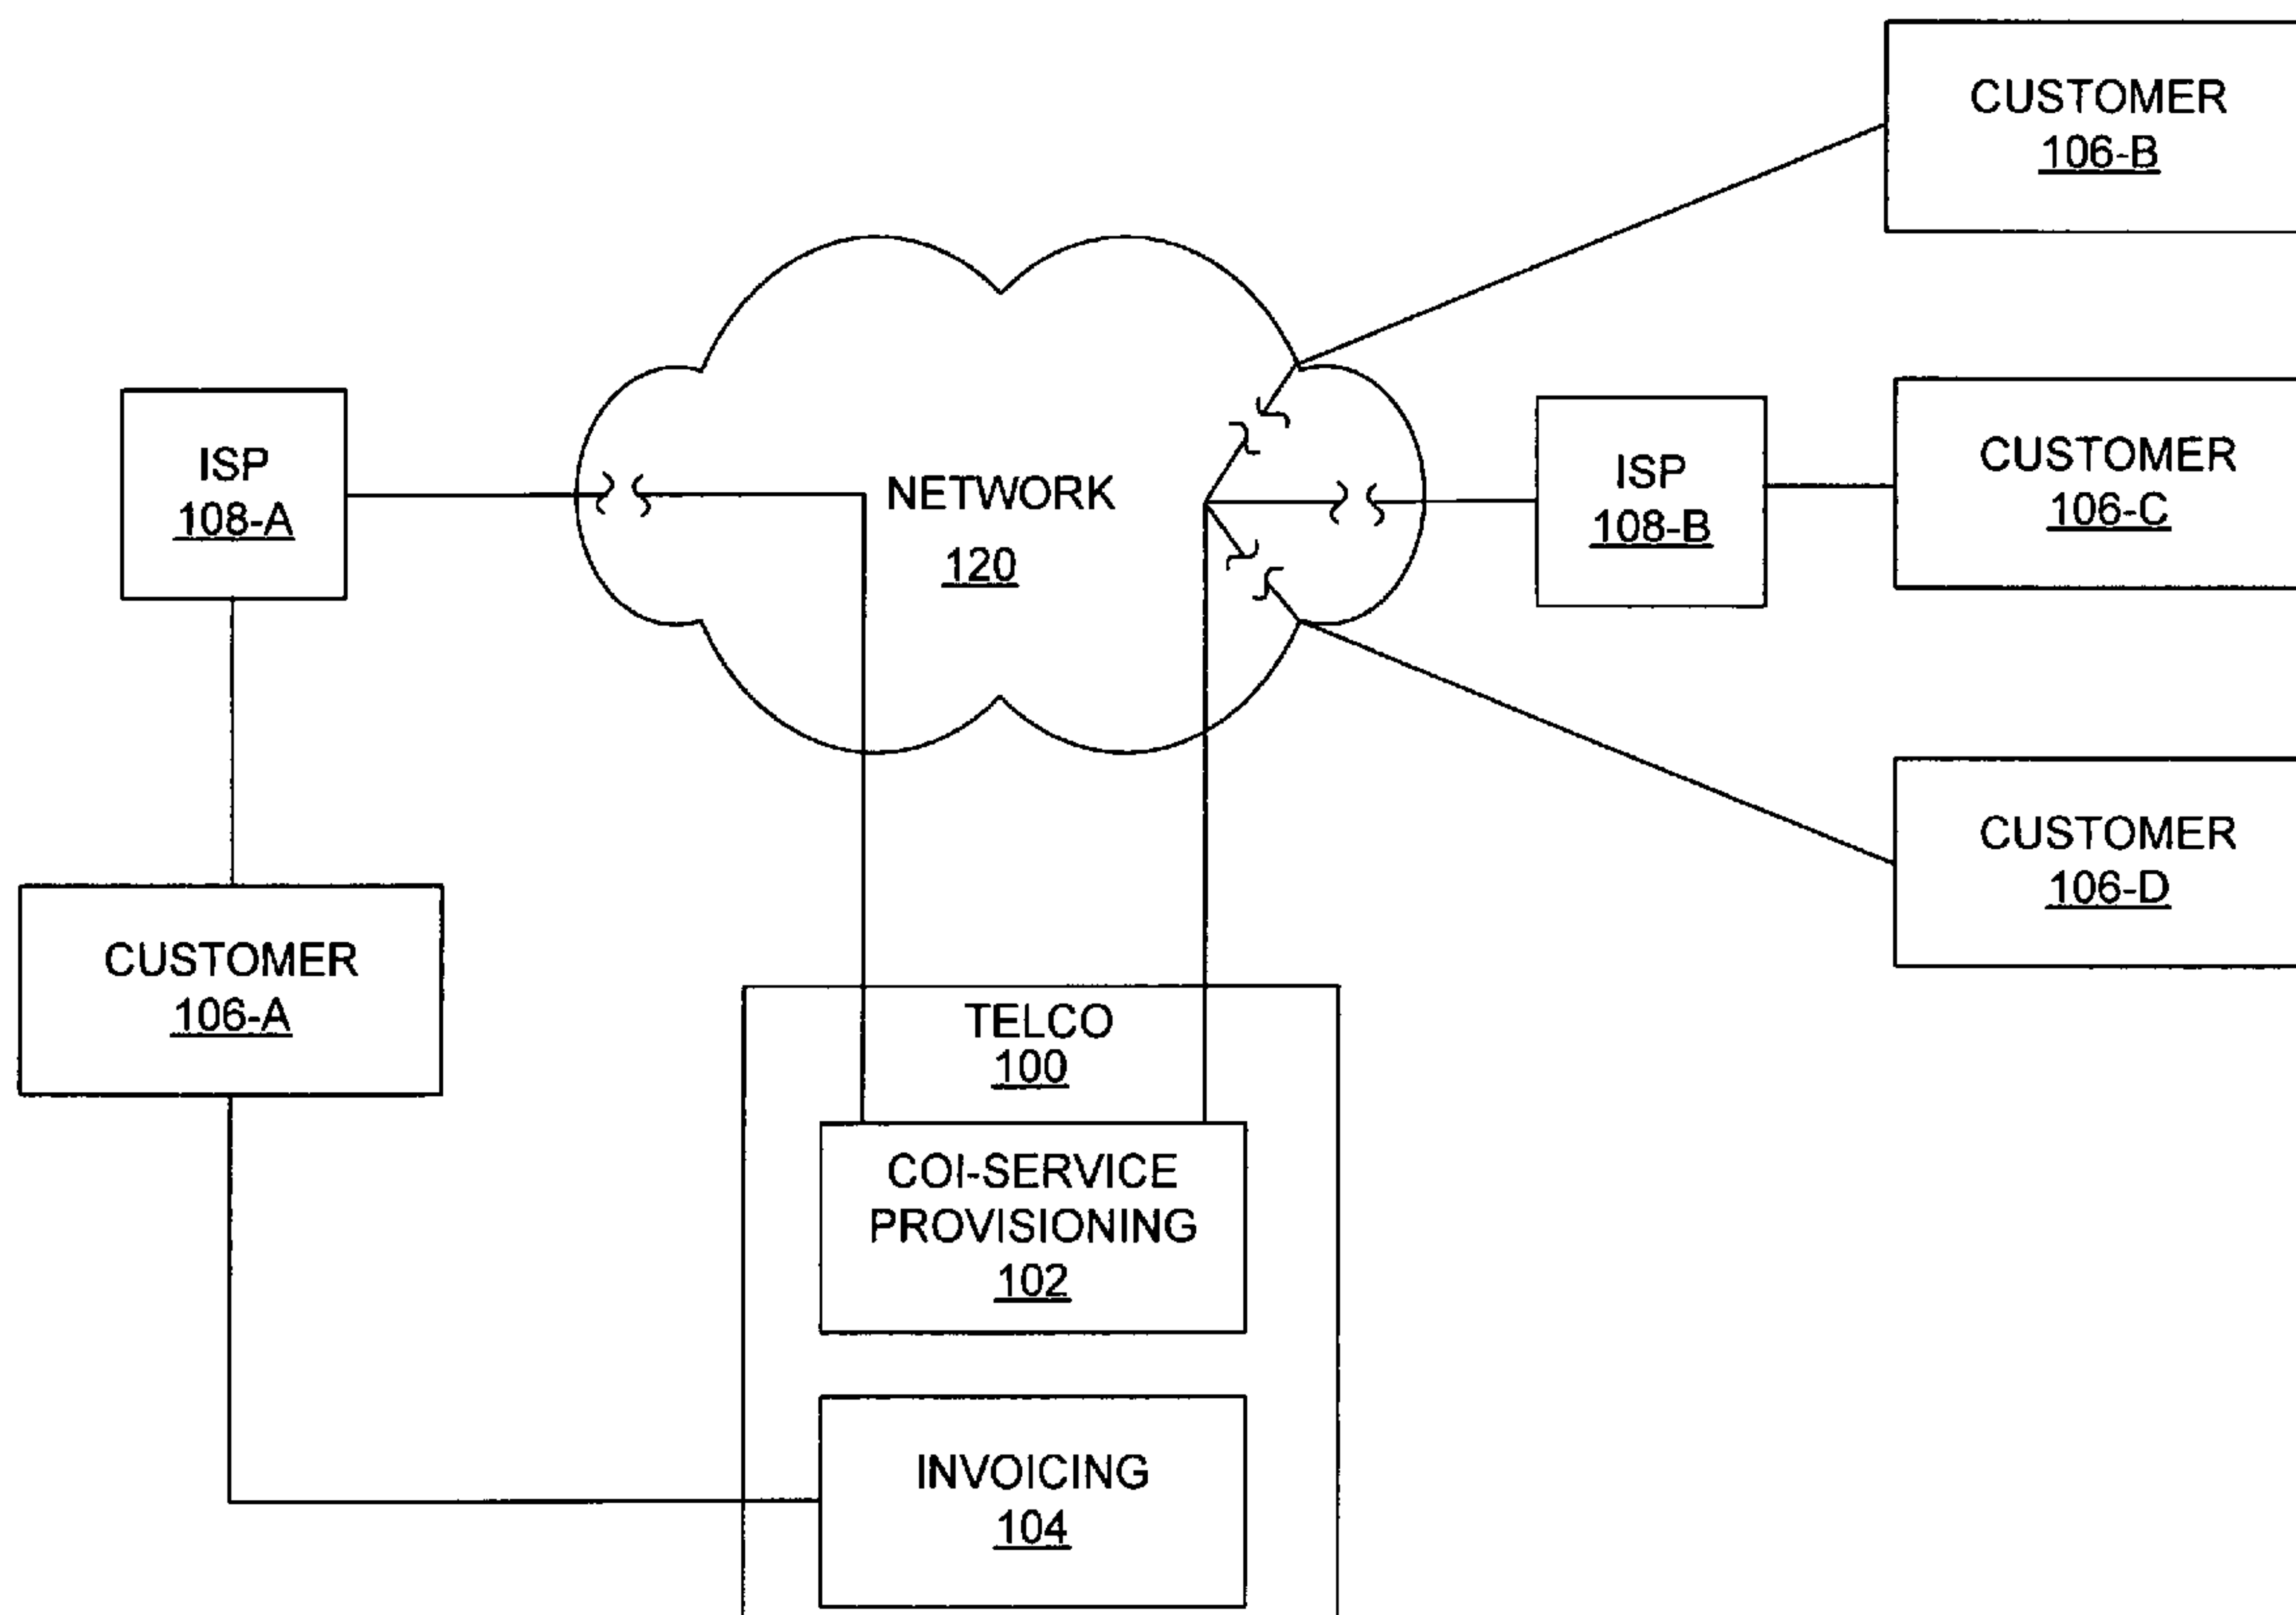 CUSTOMER
106-B
ISP
108-A
NETWORK
120
ISP
108-B
CUSTOMER
106-C
CUSTOMER
106-D
CUSTOMER
106-A
TELCO
100
COI-SERVICE
PROVISIONING
102
INVOICING
104